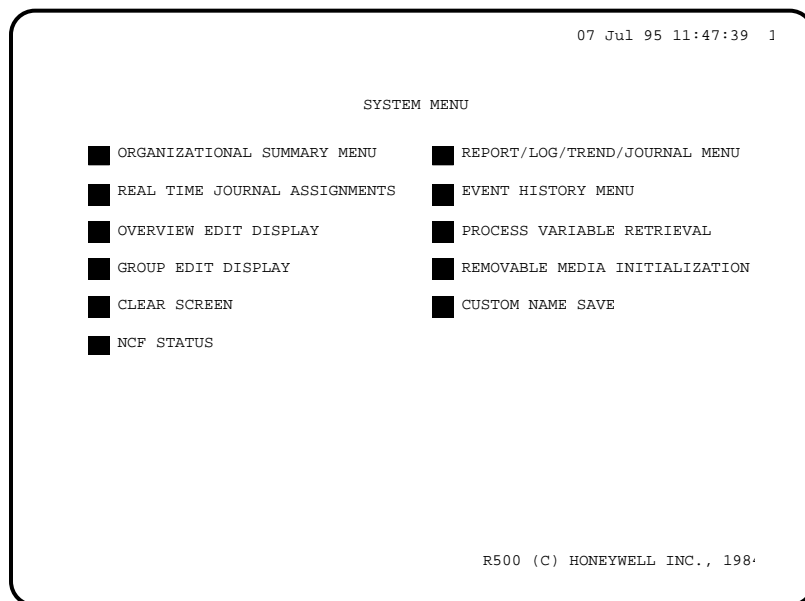 07 Jul 95 11:47:39 1
SYSTEM MENU
ORGANIZATIONAL SUMMARY MENU
REAL TIME JOURNAL ASSIGNMENTS
OVERVIEW EDIT DISPLAY
GROUP EDIT DISPLAY
CLEAR SCREEN
NCF STATUS
REPORT/LOG/TREND/JOURNAL MENU
EVENT HISTORY MENU
PROCESS VARIABLE RETRIEVAL
REMOVABLE MEDIA INITIALIZATION
CUSTOM NAME SAVE
R500 (C) HONEYWELL INC., 198